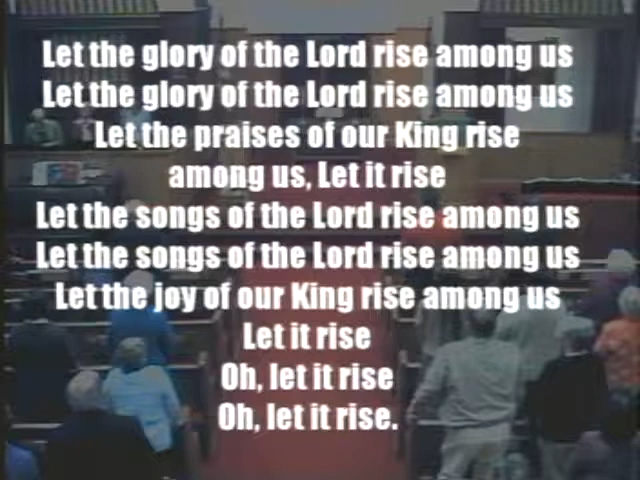 Let the glory of the Lord rise among us
Let the glory of the Lord rise among us
Let the praises of our King rise
among us, Let it rise
Let the songs of the Lord rise among us
Let the songs of the Lord rise among us
Let the joy of our King rise among us
Let it rise
Oh, let it rise
Oh, let it rise.